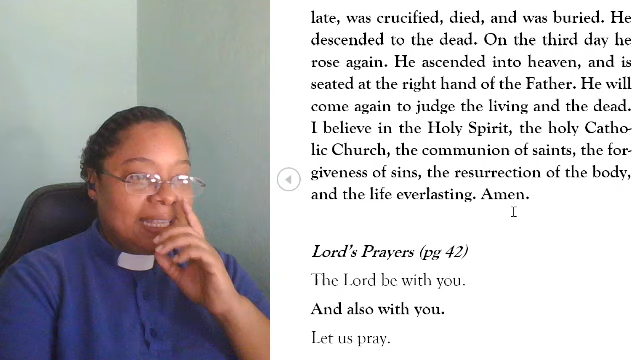 late, was crucified, died, and was buried. He
descended to the dead. On the third day he
rose again. He ascended into heaven, and is
seated at the right hand of the Father. He will
come again to judge the living and the dead.
I believe in the Holy Spirit, the holy Catho-
lic Church, the communion of saints, the for-
giveness of sins, the resurrection of the body,
and the life everlasting. Amen.
Lord's Prayers (pg 42)
The Lord be with you.
And also with you.
Let us pray.